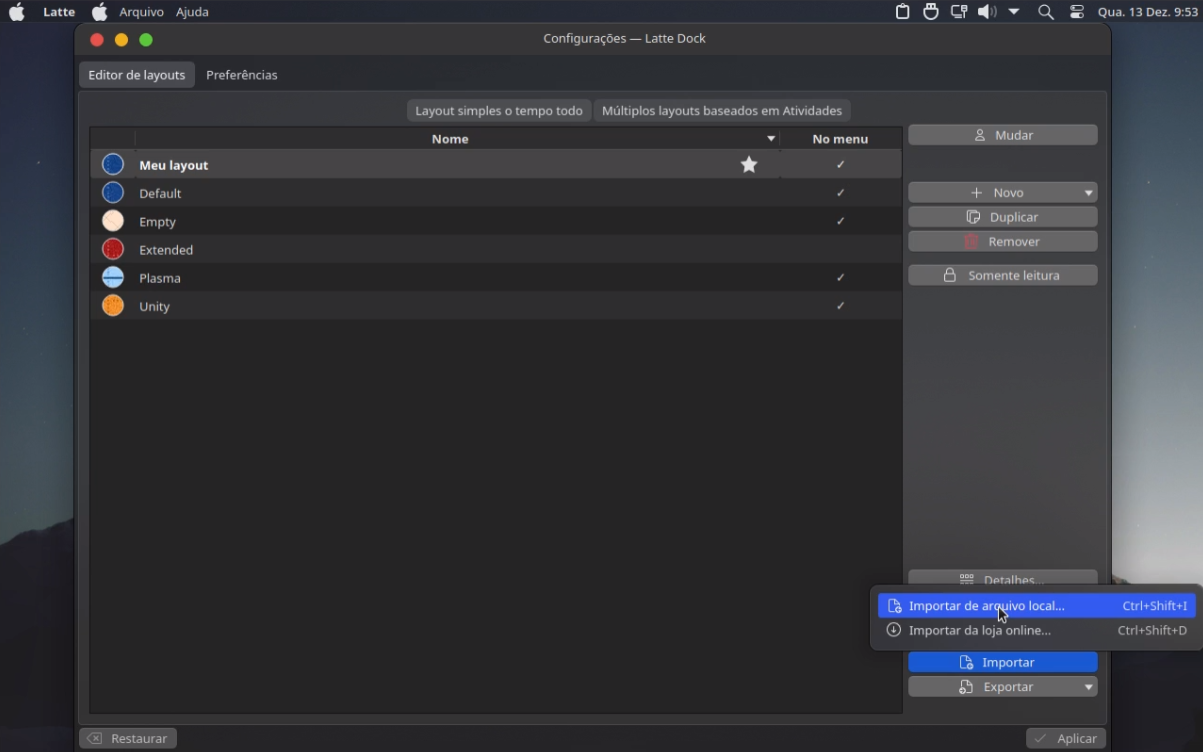 Latte Arquivo Ajuda Qua. 13 Dez. 9:53
Configurações — Latte Dock
Editor de layouts Preferências
Layout simples o tempo todo Múltiplos layouts baseados em Atividades
Nome No menu
Mudar
Meu layout ✓
Default ✓
Novo
Empty ✓
Duplicar
Extended
Remover
Plasma ✓
Somente leitura
Unity ✓
Detalhes...
Importar de arquivo local... Ctrl+Shift+I
Importar da loja online... Ctrl+Shift+D
Importar
Exportar
Restaurar Aplicar